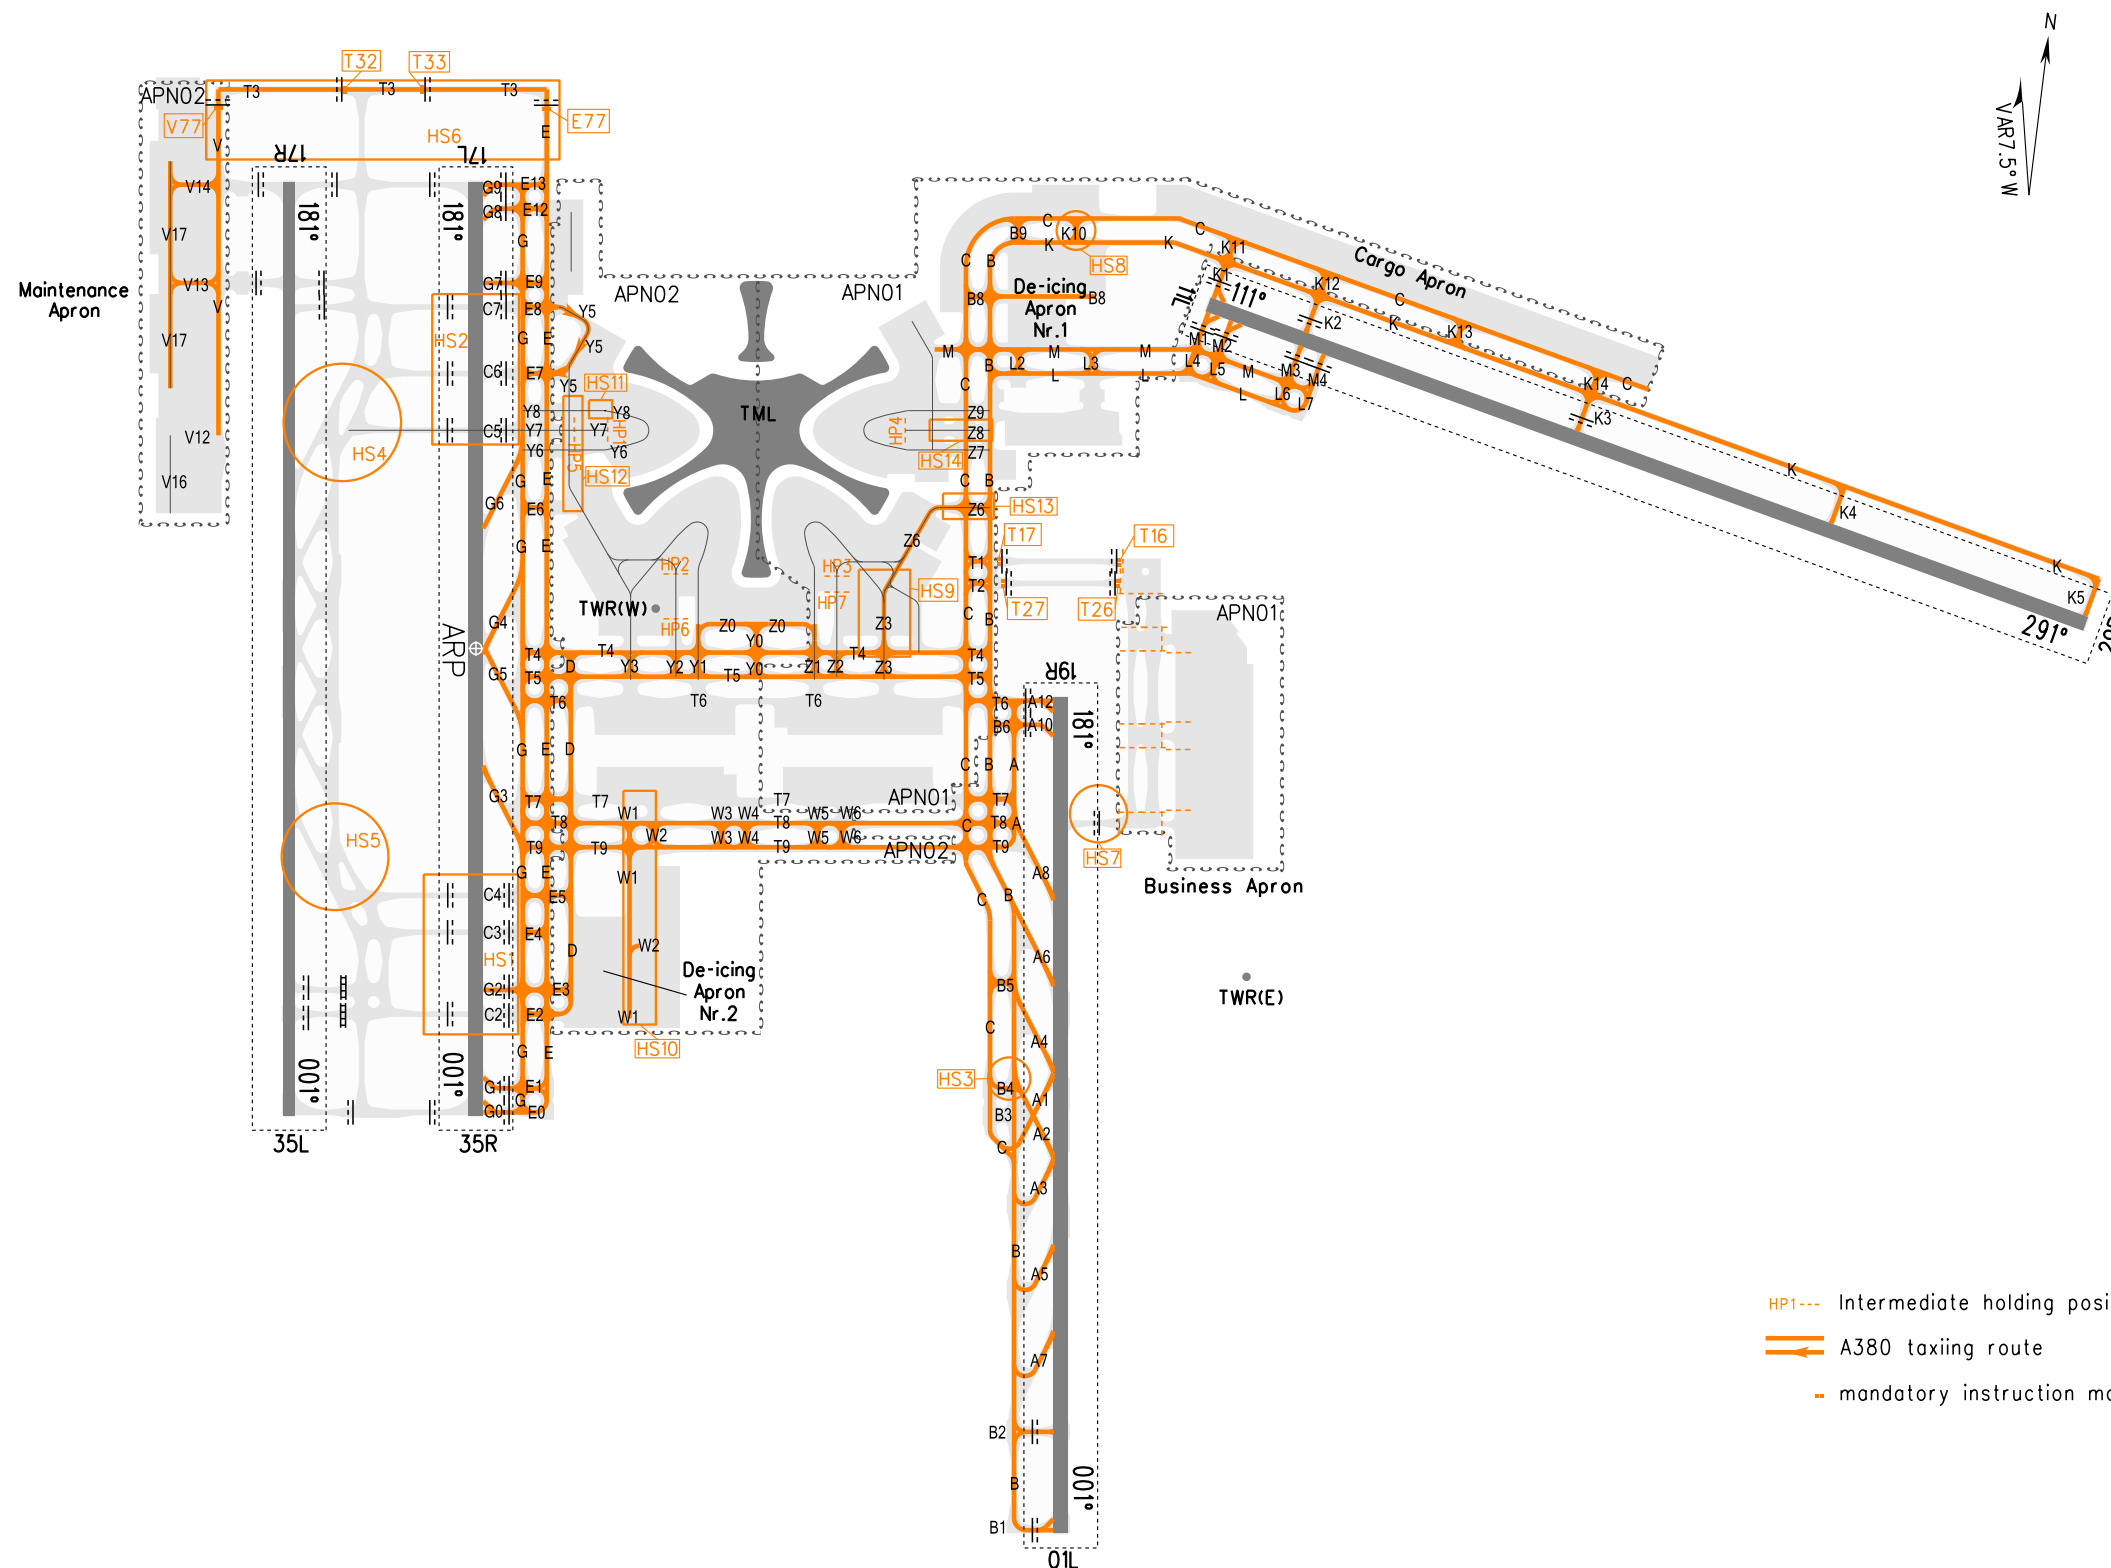 N
VAR7.5°W
T32
T33
APN02
T3
T3
T3
V77
E77
HS6
E
V
17R
17L
V14
G9
E13
G8
E12
181°
181°
V17
G
C
B9
K10
K
K
C
K11
HS8
Cargo Apron
C
B
K1
K12
Maintenance
Apron
V13
V
G7
E9
APN02
APN01
De-icing
Apron
Nr.1
B8
B8
11L
111°
C
C7
E8
Y5
K2
K
K13
HS2
G
E
Y5
V17
M
M
M
M1
M2
B
L2
L3
L4
L5
M
M3
M4
C6
E7
Y5
HS11
C
L
L
L
L6
L7
K14
C
Y8
Y8
TML
Z9
K3
HS4
C5
Y7
Y7
HP1
HP4
Z8
V12
Y6
Y6
HP5
HS14
Z7
K
V16
G
E
HS12
C
B
G6
E6
Z6
HS13
K4
G
E
Z6
T17
T16
HP2
HP3
T1
T2
K
HP7
HS9
T27
T26
K5
TWR(W)
C
B
APN01
HP6
G4
Z0
Z0
Z3
291°
ARP
Y0
T4
T4
T4
T4
D
Y3
Y2
Y1
Y0
Z1
Z2
Z3
G5
T5
T5
T5
19R
T6
T6
T6
T6
A12
B6
A10
181°
G
E
D
C
B
A
G3
T7
T7
T7
APN01
T7
W1
W3
W4
W5
W6
T8
T8
C
T8
A
W2
W3
W4
W5
W6
HS5
T9
T9
T9
APN02
T9
HS7
G
E
W1
A8
Business Apron
C4
E5
C
B
C3
E4
D
W2
A6
HS1
De-icing
Apron
Nr.2
TWR(E)
G2
E3
B5
C2
E2
W1
C
A4
G
E
HS10
001°
001°
HS3
G1
E1
B4
A1
G
G0
E0
B3
A2
35L
35R
C
A3
B
A5
HP1 Intermediate holding posi
A380 taxiing route
A7
mandatory instruction ma
B2
B
001°
B1
01L